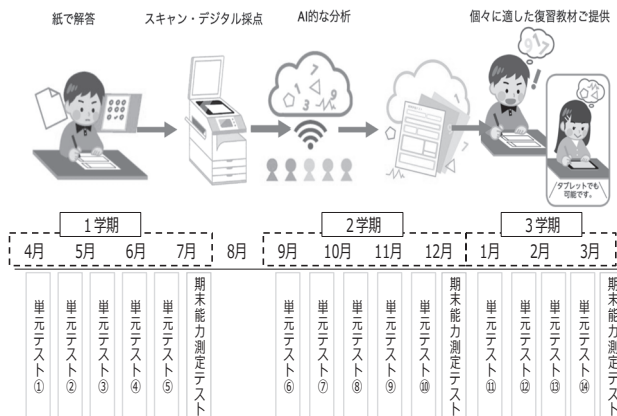 紙で解答
スキャン・デジタル採点
AI的な分析
個々に適した復習教材ご提供
タブレットでも
可能です。
1学期
2学期
3学期
4月 5月 6月 7月 8月 9月 10月 11月 12月 1月 2月 3月
単元テスト①
単元テスト②
単元テスト③
単元テスト④
単元テスト⑤
期末能力測定テスト
単元テスト⑥
単元テスト⑦
単元テスト⑧
単元テスト⑨
単元テスト⑩
期末能力測定テスト
単元テスト⑪
単元テスト⑫
単元テスト⑬
単元テスト⑭
期末能力測定テスト